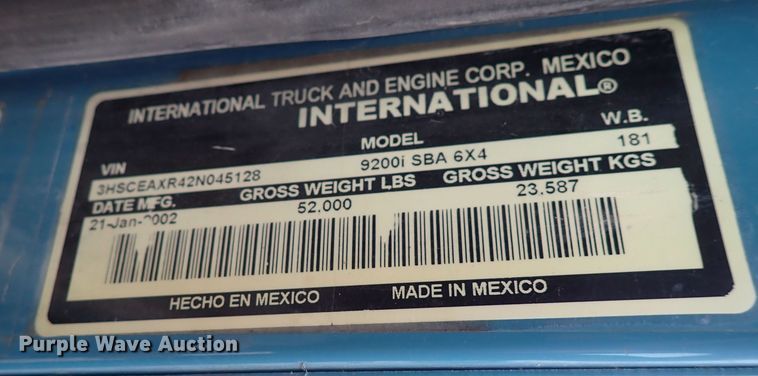 INTERNATIONAL TRUCK AND ENGINE CORP. MEXICO
INTERNATIONAL®
VIN MODEL W.B.
3HSCEAXR42N045128 9200i SBA 6X4 181
DATE MFG. GROSS WEIGHT LBS GROSS WEIGHT KGS
21-Jan-2002 52.000 23.587
HECHO EN MEXICO MADE IN MEXICO
Purple Wave Auction